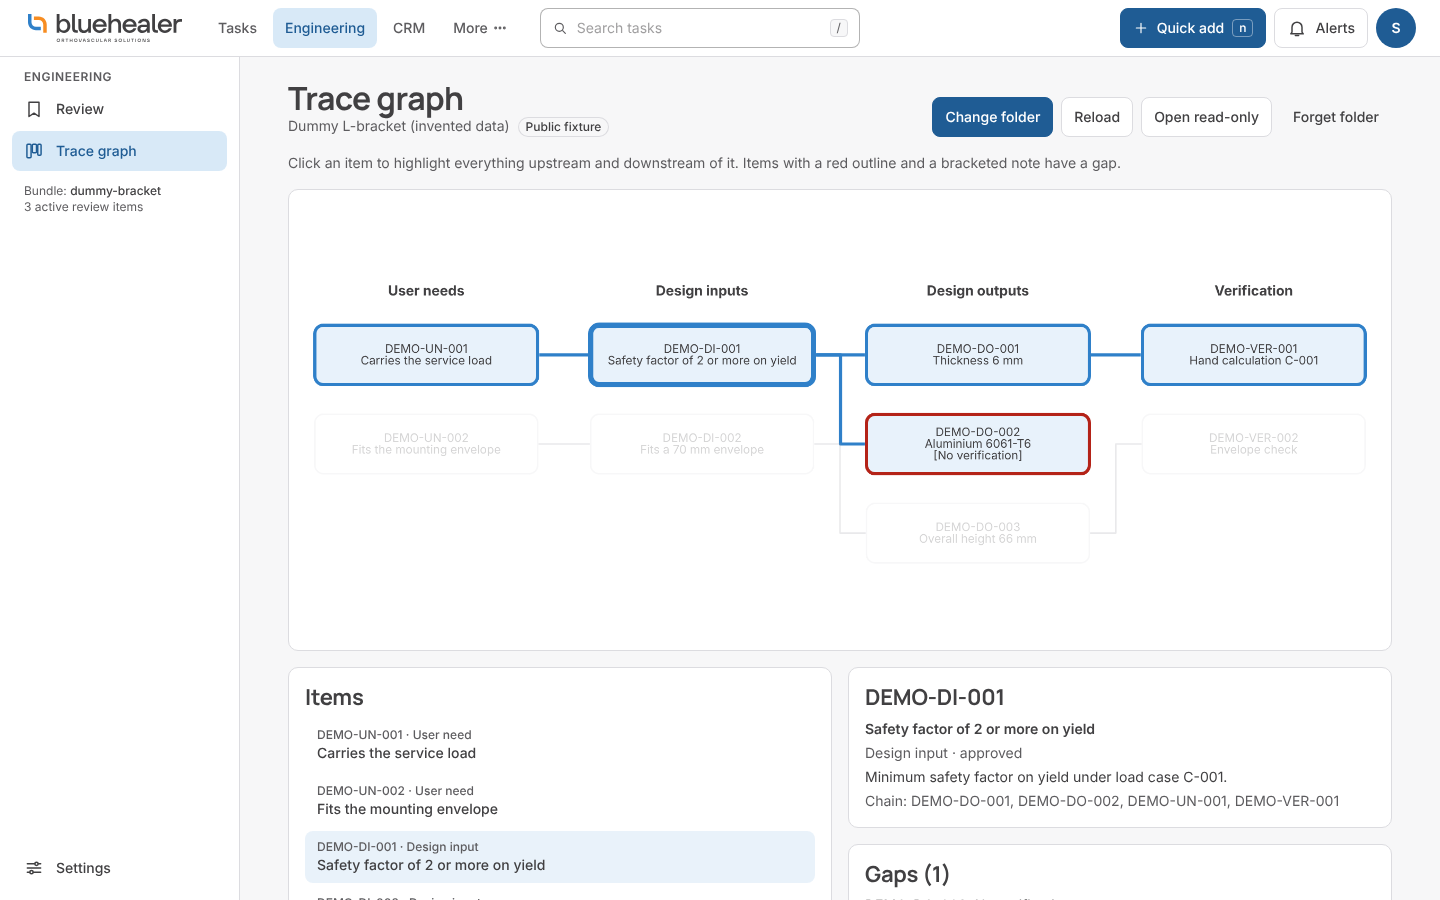 bluehealer
ORTHOVASCULAR SOLUTIONS
Tasks
Engineering
CRM
More
Search tasks
/
Quick add
n
Alerts
S
ENGINEERING
Review
Trace graph
Bundle: dummy-bracket
3 active review items
Settings
Trace graph
Dummy L-bracket (invented data)
Public fixture
Change folder
Reload
Open read-only
Forget folder
Click an item to highlight everything upstream and downstream of it. Items with a red outline and a bracketed note have a gap.
User needs
Design inputs
Design outputs
Verification
DEMO-UN-001
Carries the service load
DEMO-DI-001
Safety factor of 2 or more on yield
DEMO-DO-001
Thickness 6 mm
DEMO-VER-001
Hand calculation C-001
DEMO-UN-002
Fits the mounting envelope
DEMO-DI-002
Fits a 70 mm envelope
DEMO-DO-002
Aluminium 6061-T6
[No verification]
DEMO-VER-002
Envelope check
DEMO-DO-003
Overall height 66 mm
Items
DEMO-UN-001 · User need
Carries the service load
DEMO-UN-002 · User need
Fits the mounting envelope
DEMO-DI-001 · Design input
Safety factor of 2 or more on yield
DEMO-DI-001
Safety factor of 2 or more on yield
Design input · approved
Minimum safety factor on yield under load case C-001.
Chain: DEMO-DO-001, DEMO-DO-002, DEMO-UN-001, DEMO-VER-001
Gaps (1)